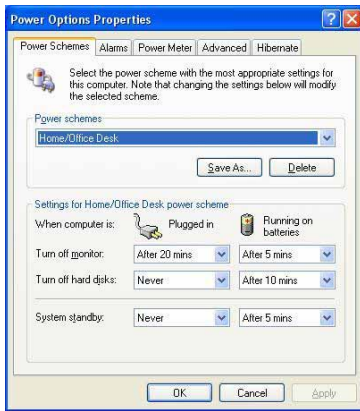 Power Options Properties
Power Schemes Alarms Power Meter Advanced Hibernate
Select the power scheme with the most appropriate settings for
this computer. Note that changing the settings below will modify
the selected scheme.
Power schemes
Home/Office Desk
Save As... Delete
Settings for Home/Office Desk power scheme
When computer is: Plugged in Running on
batteries
Turn off monitor: After 20 mins After 5 mins
Turn off hard disks: Never After 10 mins
System standby: Never After 5 mins
OK Cancel Apply